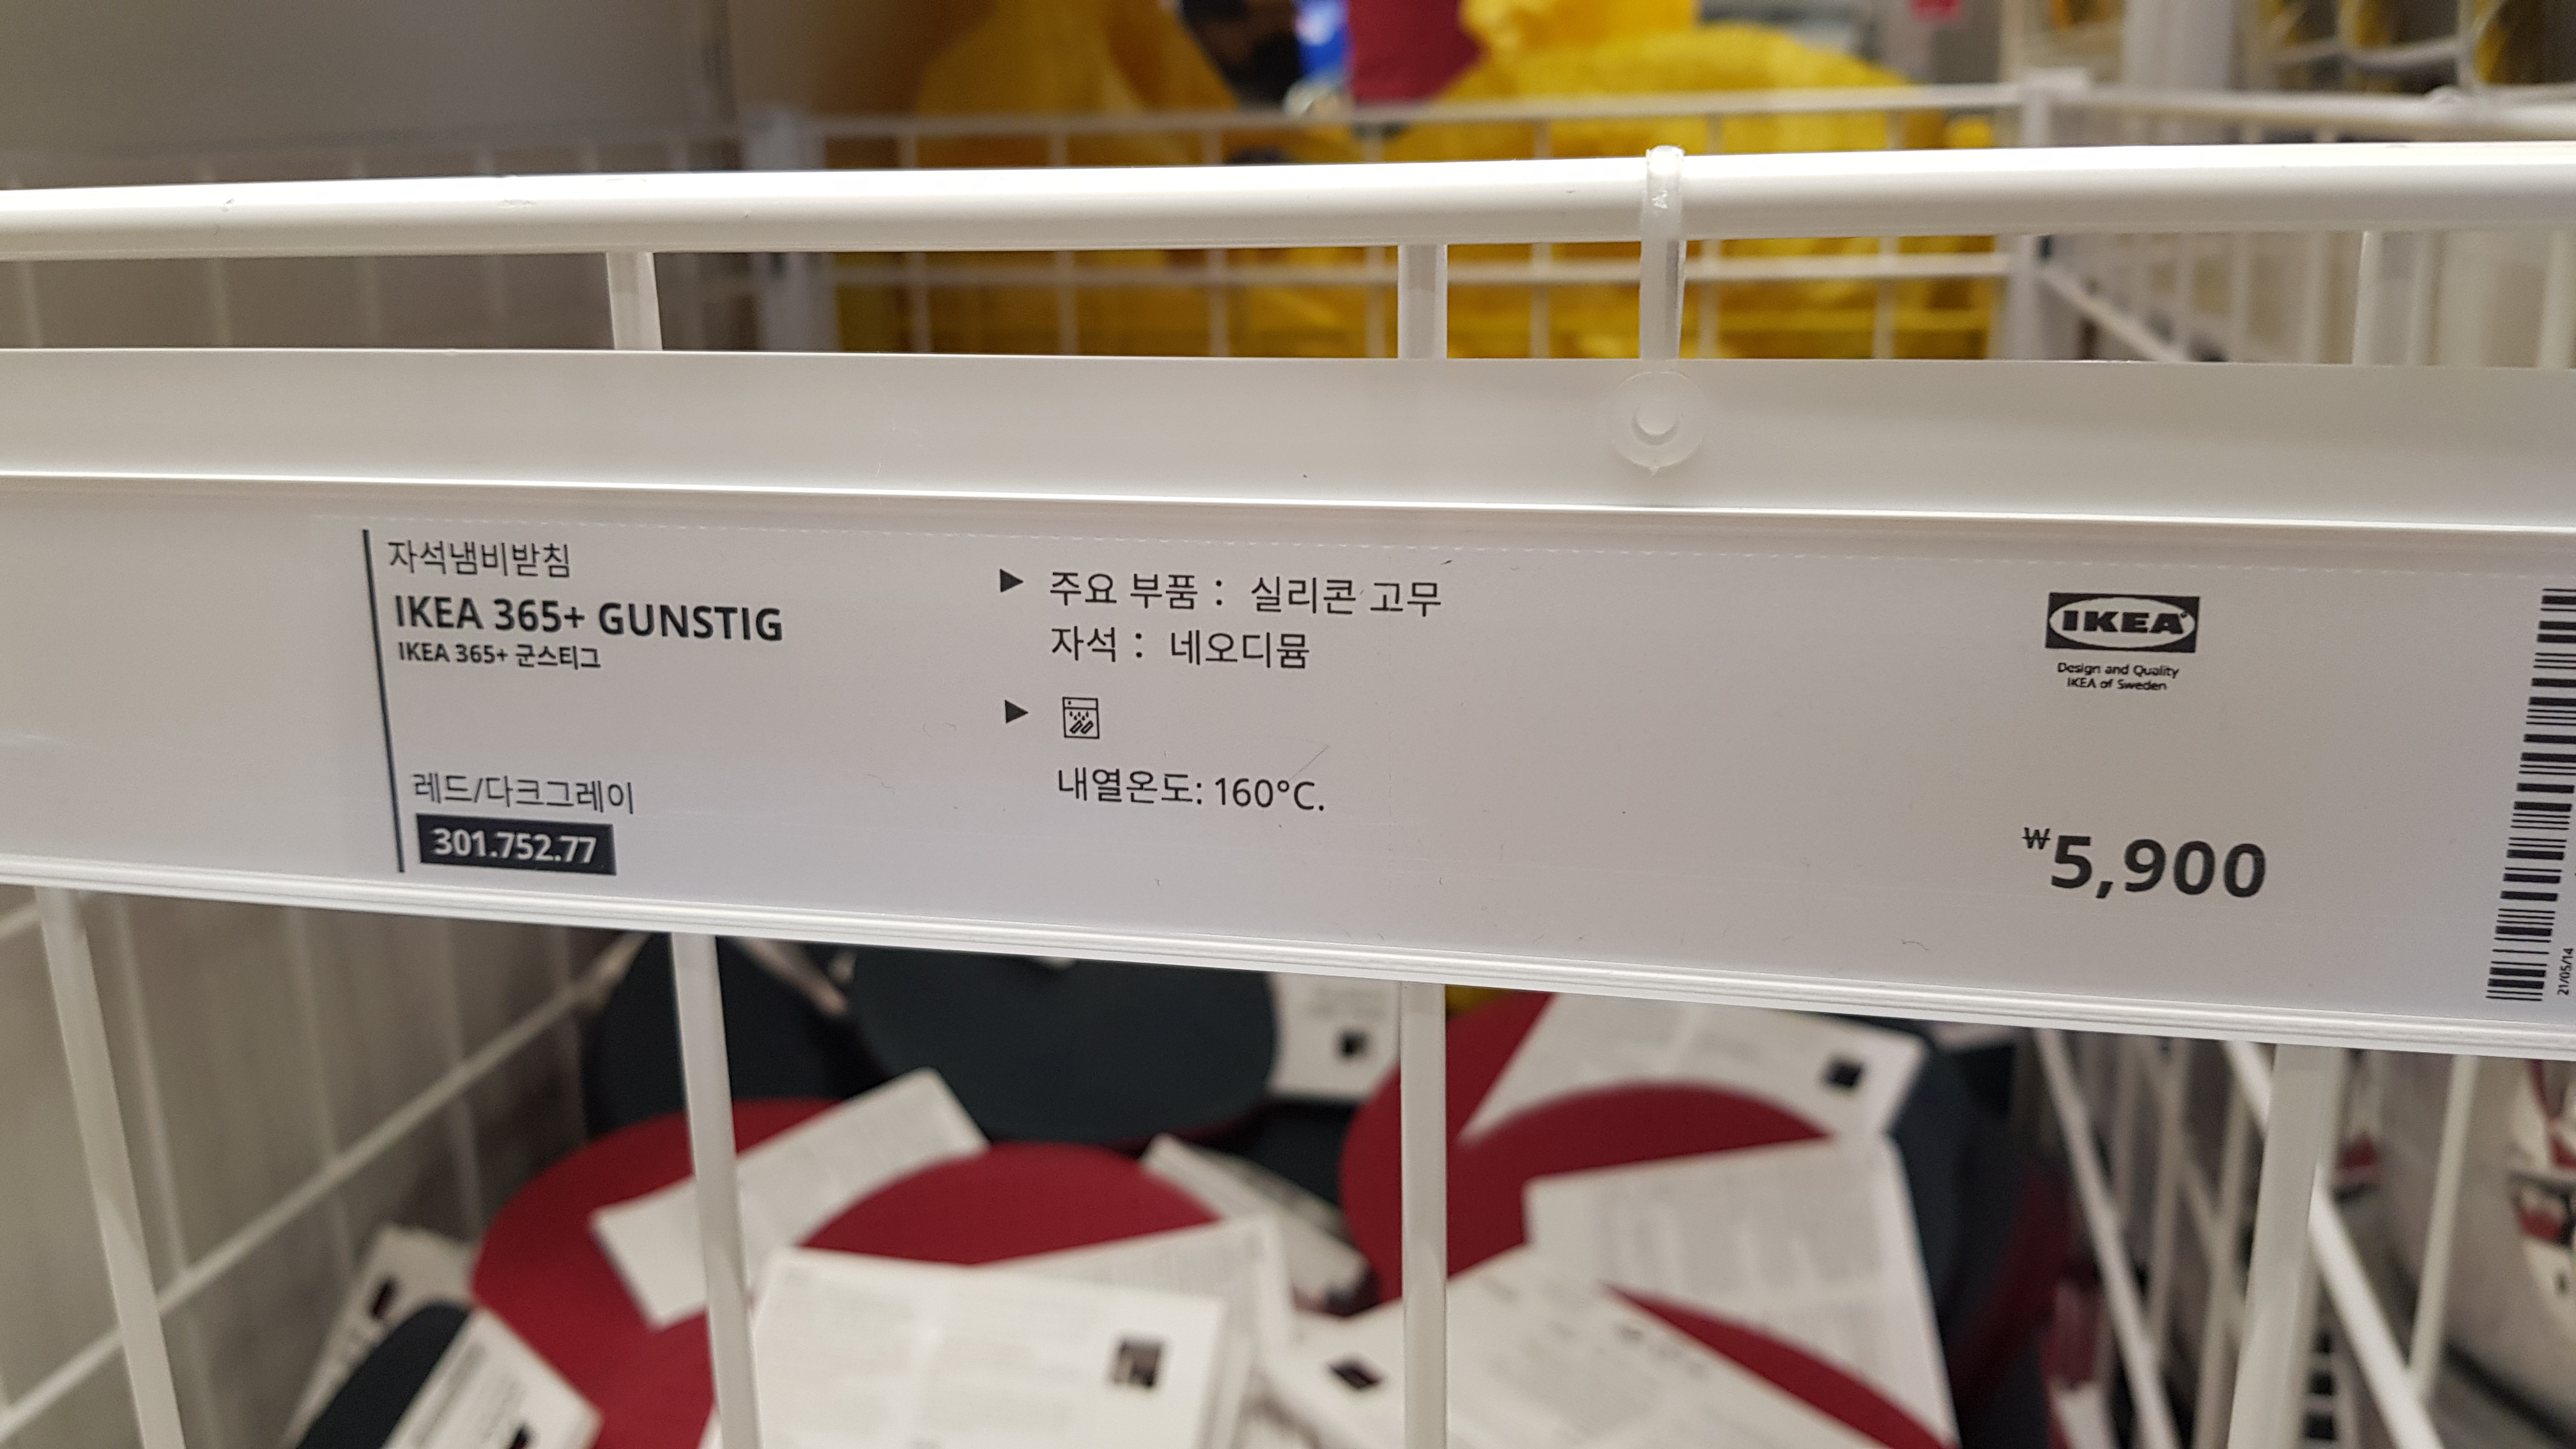 자석냄비받침
IKEA 365+ GUNSTIG
IKEA 365+ 군스티그
레드/다크그레이
301.752.77
▶ 주요 부품 : 실리콘 고무
자석 : 네오디뮴
▶
내열온도: 160°C.
IKEA
Design and Quality
IKEA of Sweden
₩5,900
21/05/14